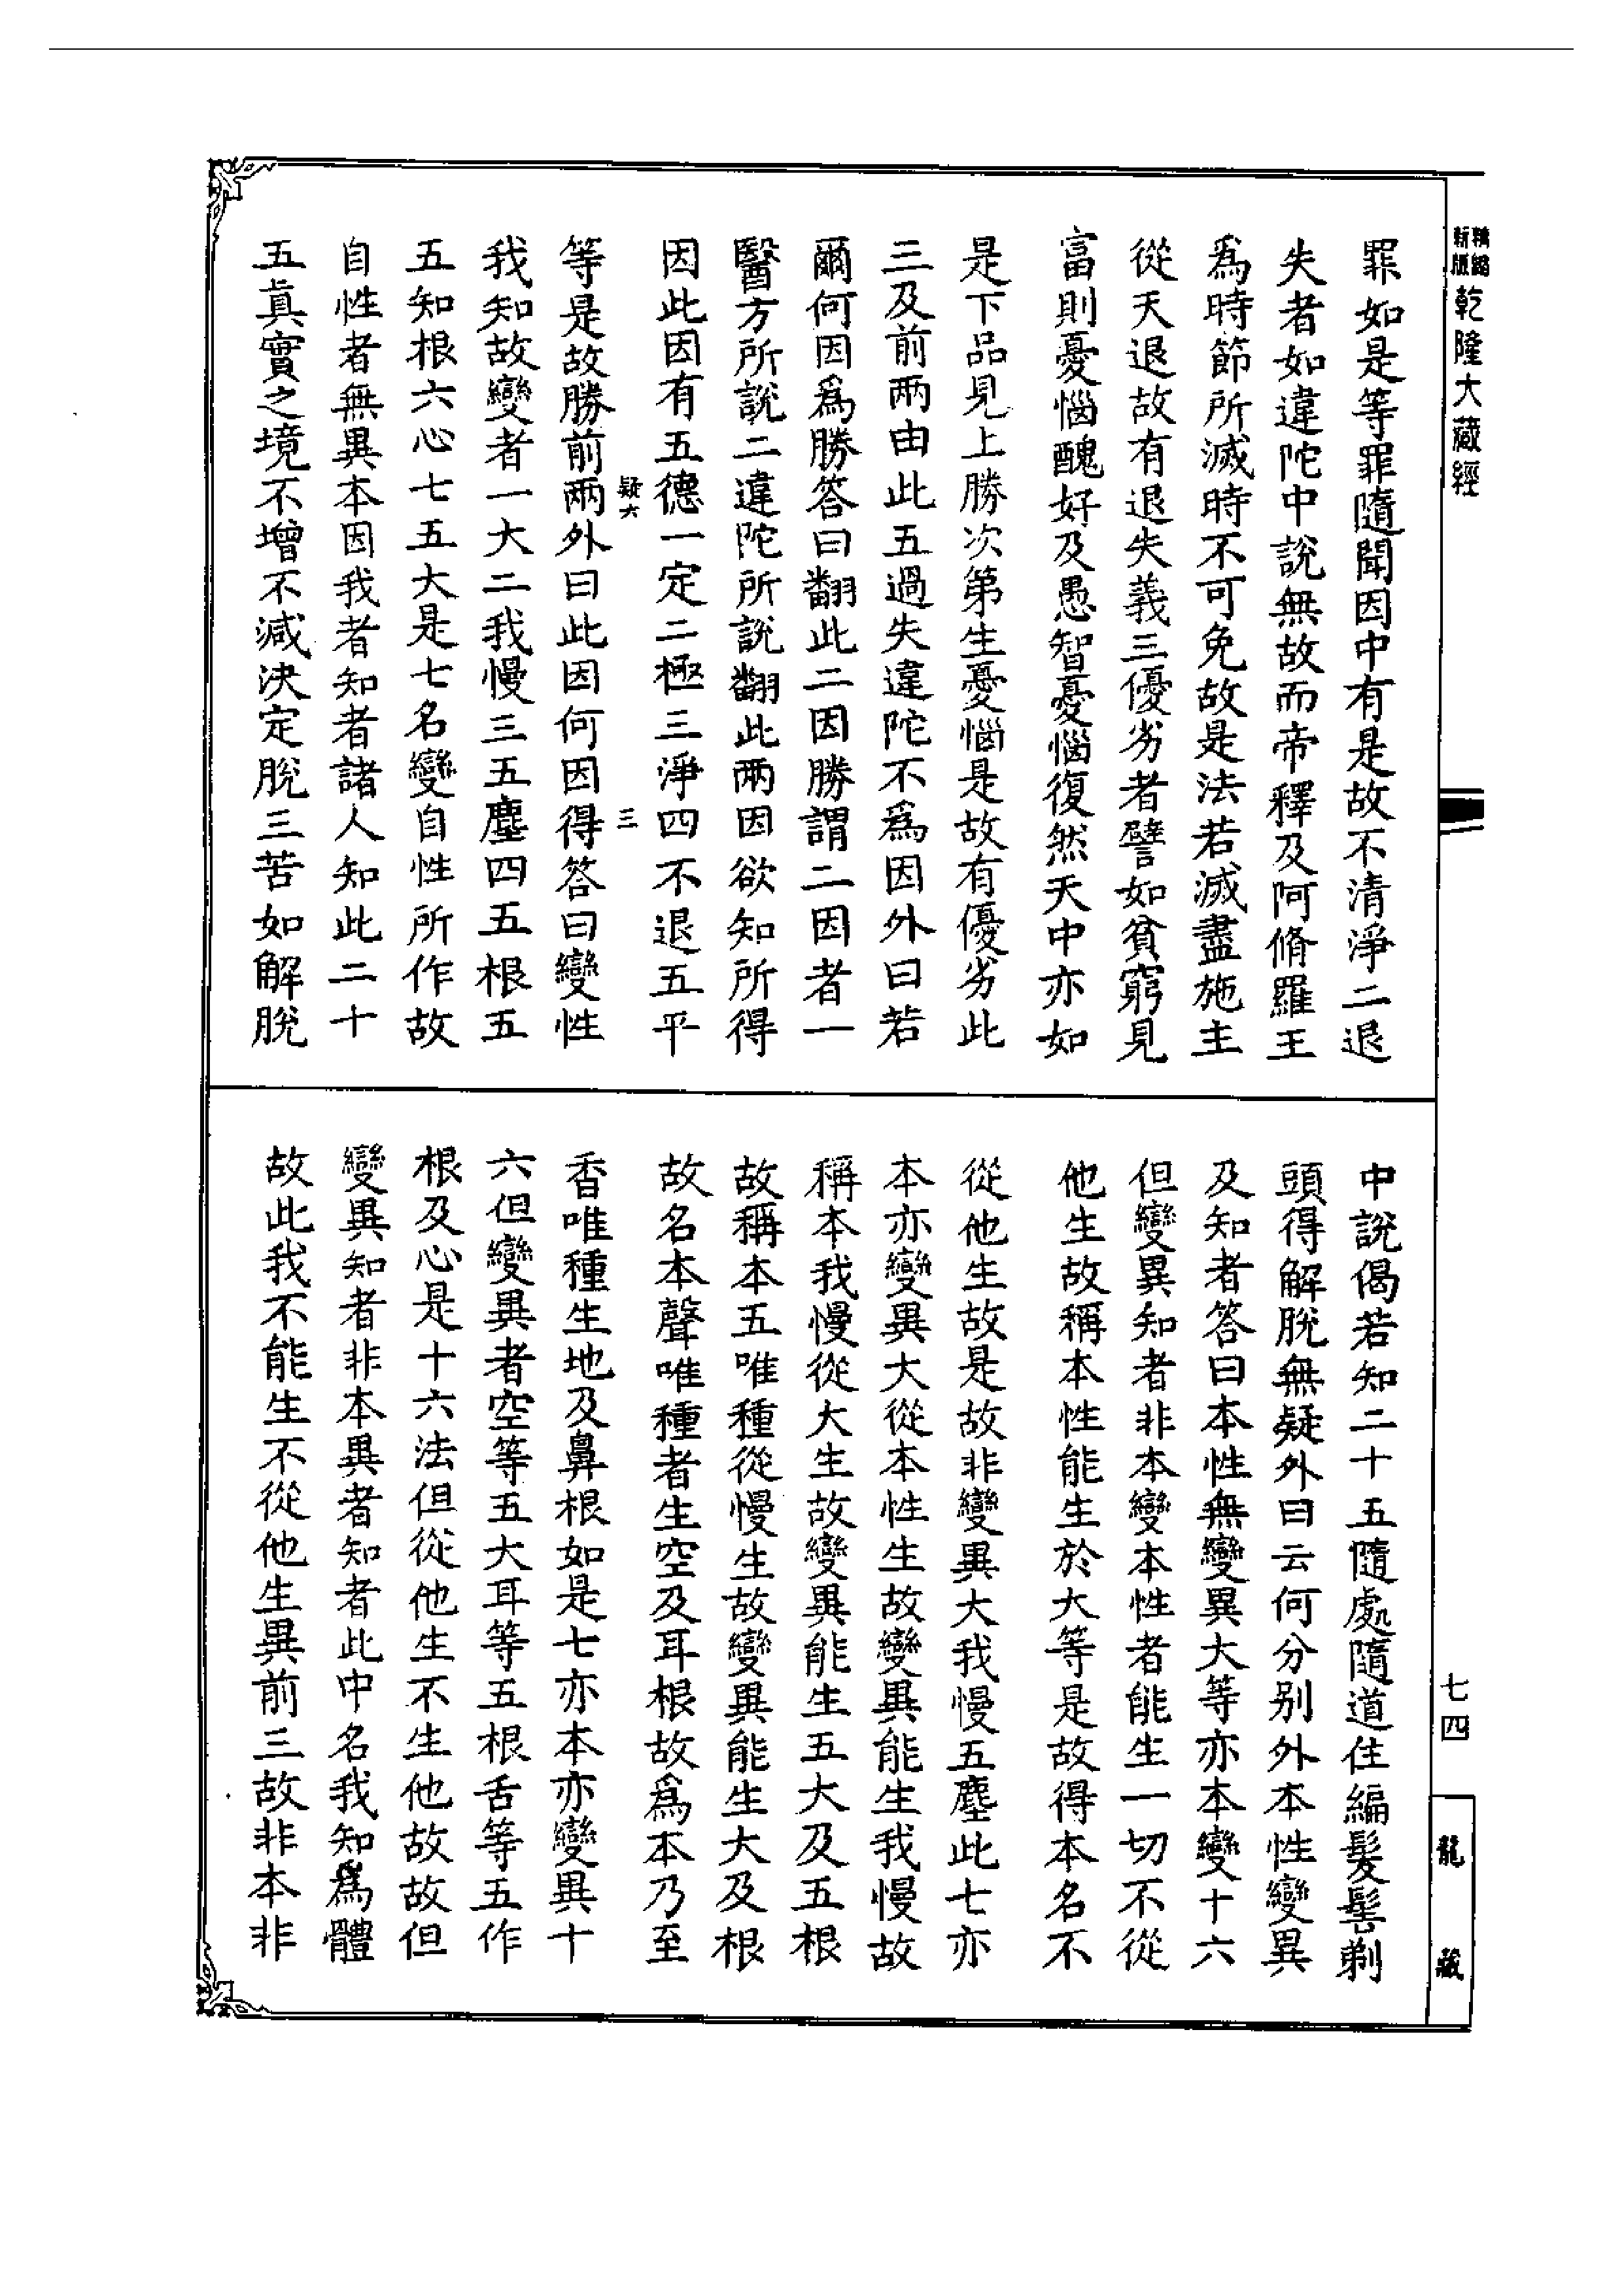 精縮
新版
乾隆大藏經
罪如是等罪隨聞因中有是故不清淨二退
失者如違陀中說無故而帝釋及阿脩羅王
爲時節所滅時不可免故是法若滅盡施主
從天退故有退失義三優劣者譬如貧窮見
富則憂惱醜好及愚智憂惱復然天中亦如
是下品見上勝次第生憂惱是故有優劣此
三及前兩由此五過失違陀不爲因外曰若
爾何因爲勝答曰翻此二因勝謂二因者一
醫方所說二違陀所說翻此兩因欲知所得
因此因有五德一定二極三淨四不退五平
疑六 三
等是故勝前兩外曰此因何因得答曰變性
我知故變者一大二我慢三五塵四五根五
五知根六心七五大是七名變自性所作故
自性者無異本因我者知者諸人知此二十
五眞實之境不增不減決定脫三苦如解脫
中說偈若知二十五隨處隨道住編髮髻剃
頭得解脫無疑外曰云何分別外本性變異
及知者答曰本性無變異大等亦本變十六
但變異知者非本變本性者能生一切不從
他生故稱本性能生於大等是故得本名不
從他生故是故非變異大我慢五塵此七亦
本亦變異大從本性生故變異能生我慢故
稱本我慢從大生故變異能生五大及五根
故稱本五唯種從慢生故變異能生大及根
故名本聲唯種者生空及耳根故爲本乃至
香唯種生地及鼻根如是七亦本亦變異十
六但變異者空等五大耳等五根舌等五作
根及心是十六法但從他生不生他故故但
變異知者非本異者知者此中名我知爲體
故此我不能生不從他生異前三故非本非
七四
龍藏